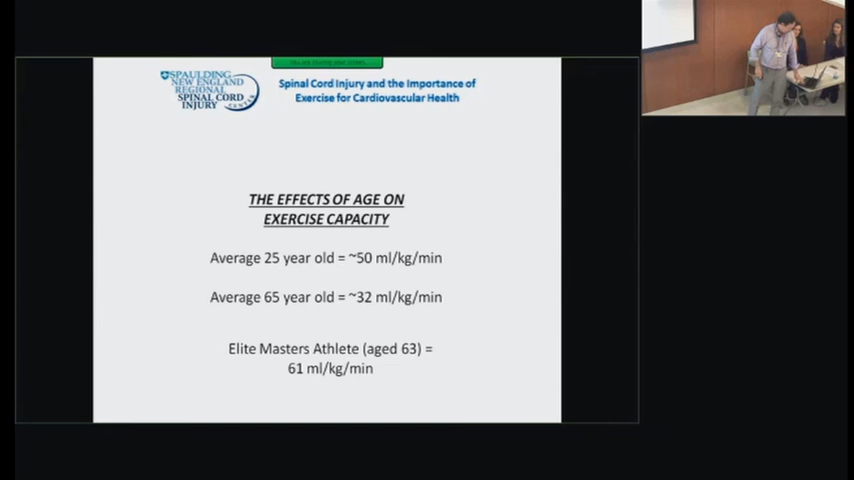 SPAULDING
NEW ENGLAND
REGIONAL
SPINAL CORD
INJURY
CENTER
Spinal Cord Injury and the Importance of
Exercise for Cardiovascular Health
THE EFFECTS OF AGE ON
EXERCISE CAPACITY
Average 25 year old = ~50 ml/kg/min
Average 65 year old = ~32 ml/kg/min
Elite Masters Athlete (aged 63) =
61 ml/kg/min